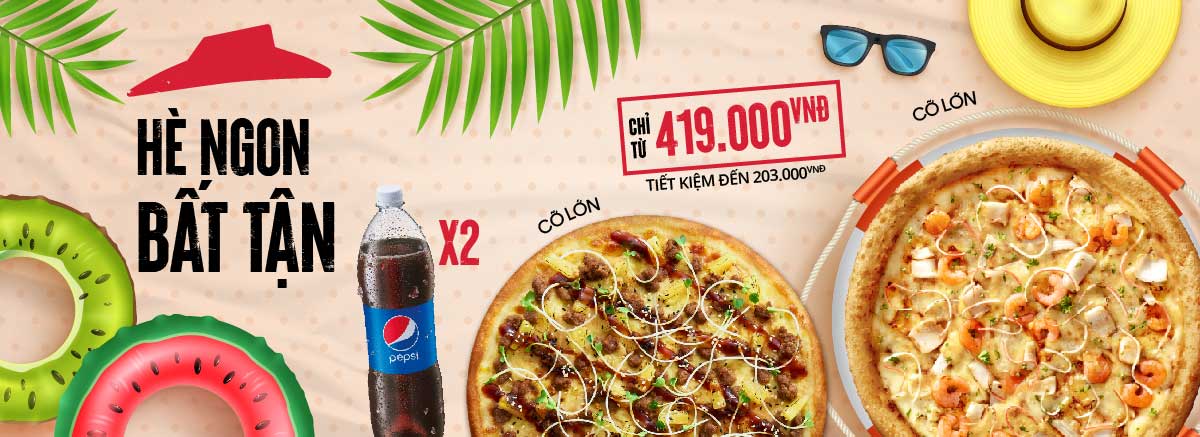 HÈ NGON
BẤT TẬN
pepsi
X2
CHỈ TỪ 419.000VNĐ
TIẾT KIỆM ĐẾN 203.000VNĐ
CỠ LỚN
CỠ LỚN